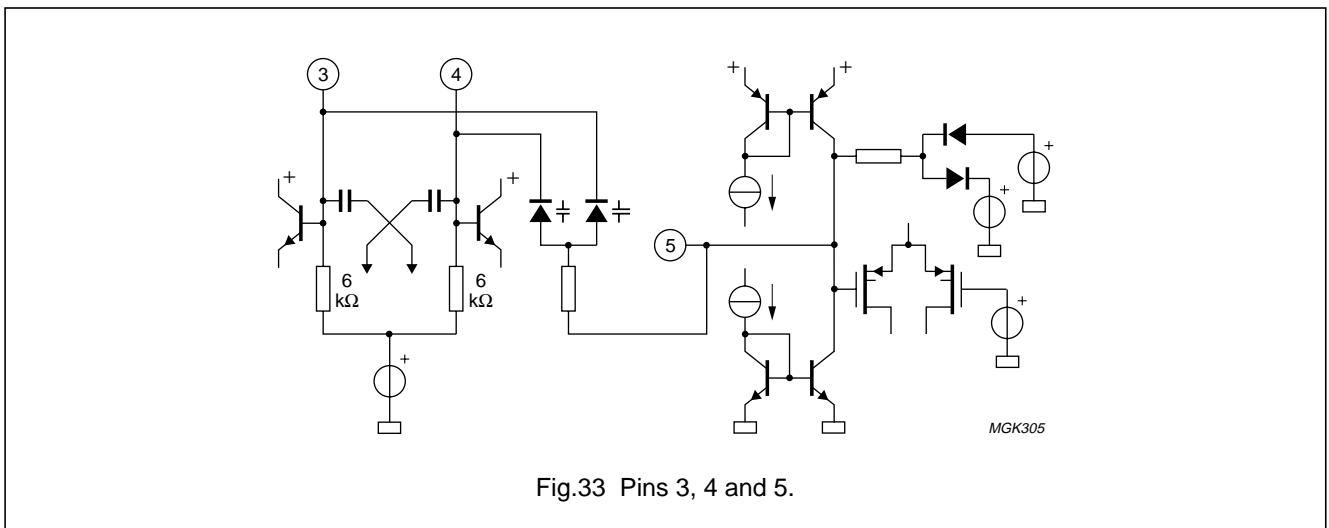 3 4
+ +
+ +
+
+
5
6 kΩ
6 kΩ
+
+
MGK305
Fig.33 Pins 3, 4 and 5.